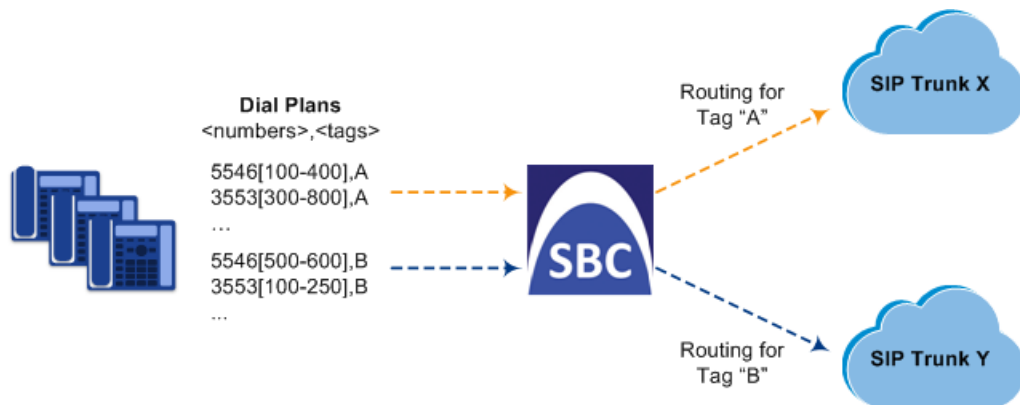 Dial Plans
<numbers>,<tags>
5546[100-400],A
3553[300-800],A
...
5546[500-600],B
3553[100-250],B
...
SBC
Routing for
Tag “A”
SIP Trunk X
Routing for
Tag “B”
SIP Trunk Y